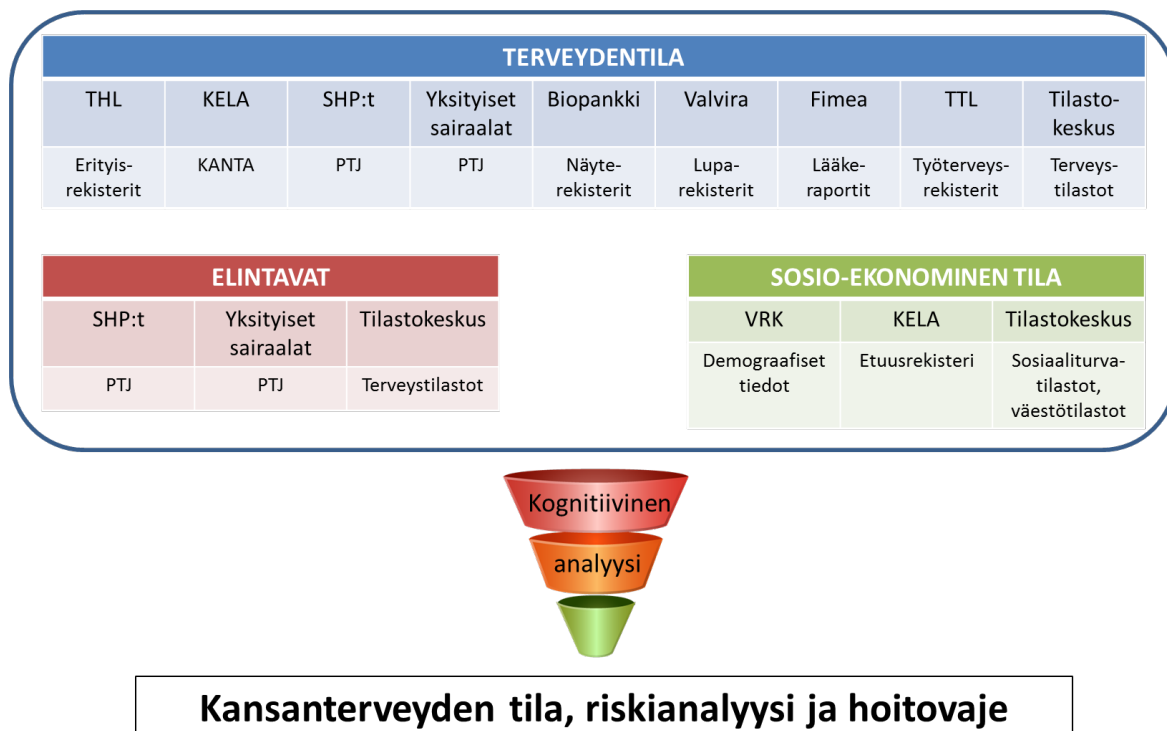 TERVEYDENTILA
THL KELA SHP:t Yksityiset sairaalat Biopankki Valvira Fimea TTL Tilasto-keskus
Erityis-rekisterit KANTA PTJ PTJ Näyte-rekisterit Lupa-rekisterit Lääke-raportit Työterveys-rekisterit Terveys-tilastot
ELINTAVAT
SHP:t Yksityiset sairaalat Tilastokeskus
PTJ PTJ Terveystilastot
SOSIO-EKONOMINEN TILA
VRK KELA Tilastokeskus
Demograafiset tiedot Etuusrekisteri Sosiaaliturva-tilastot, väestötilastot
Kognitiivinen
analyysi
Kansanterveyden tila, riskianalyysi ja hoitovaje